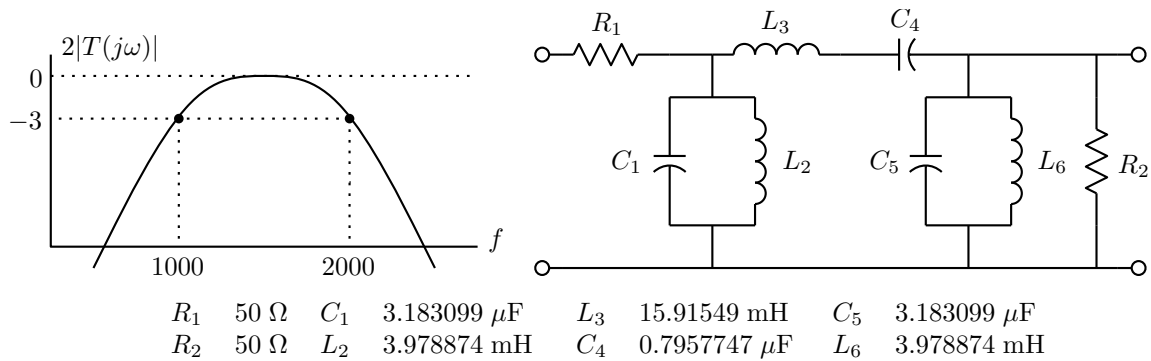 2|T(jω)|
0
−3
1000
2000
f
R₁
L₃
C₄
C₁
L₂
C₅
L₆
R₂
R₁ 50 Ω C₁ 3.183099 μF L₃ 15.91549 mH C₅ 3.183099 μF
R₂ 50 Ω L₂ 3.978874 mH C₄ 0.7957747 μF L₆ 3.978874 mH